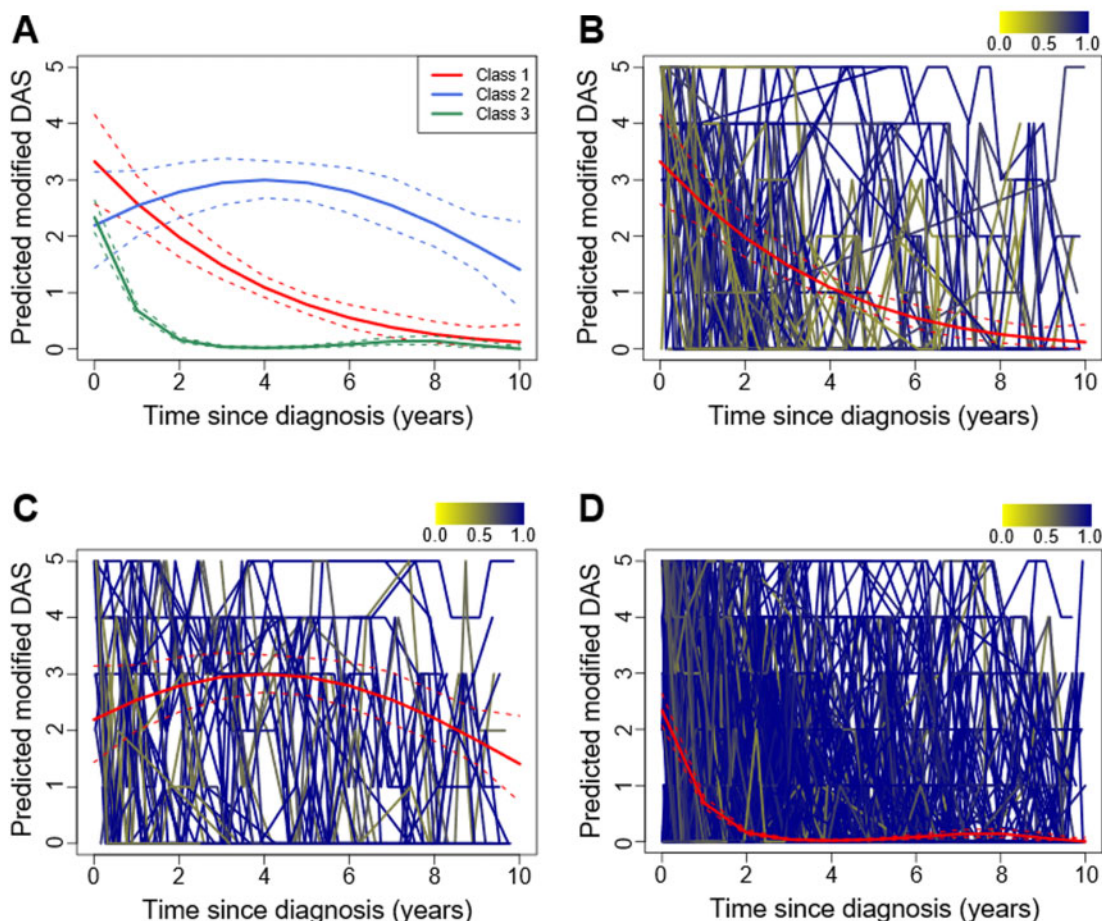 A
Predicted modified DAS
0 1 2 3 4 5
Class 1
Class 2
Class 3
0 2 4 6 8 10
Time since diagnosis (years)
B
0.0 0.5 1.0
Predicted modified DAS
0 1 2 3 4 5
0 2 4 6 8 10
Time since diagnosis (years)
C
0.0 0.5 1.0
Predicted modified DAS
0 1 2 3 4 5
0 2 4 6 8 10
Time since diagnosis (years)
D
0.0 0.5 1.0
Predicted modified DAS
0 1 2 3 4 5
0 2 4 6 8 10
Time since diagnosis (years)